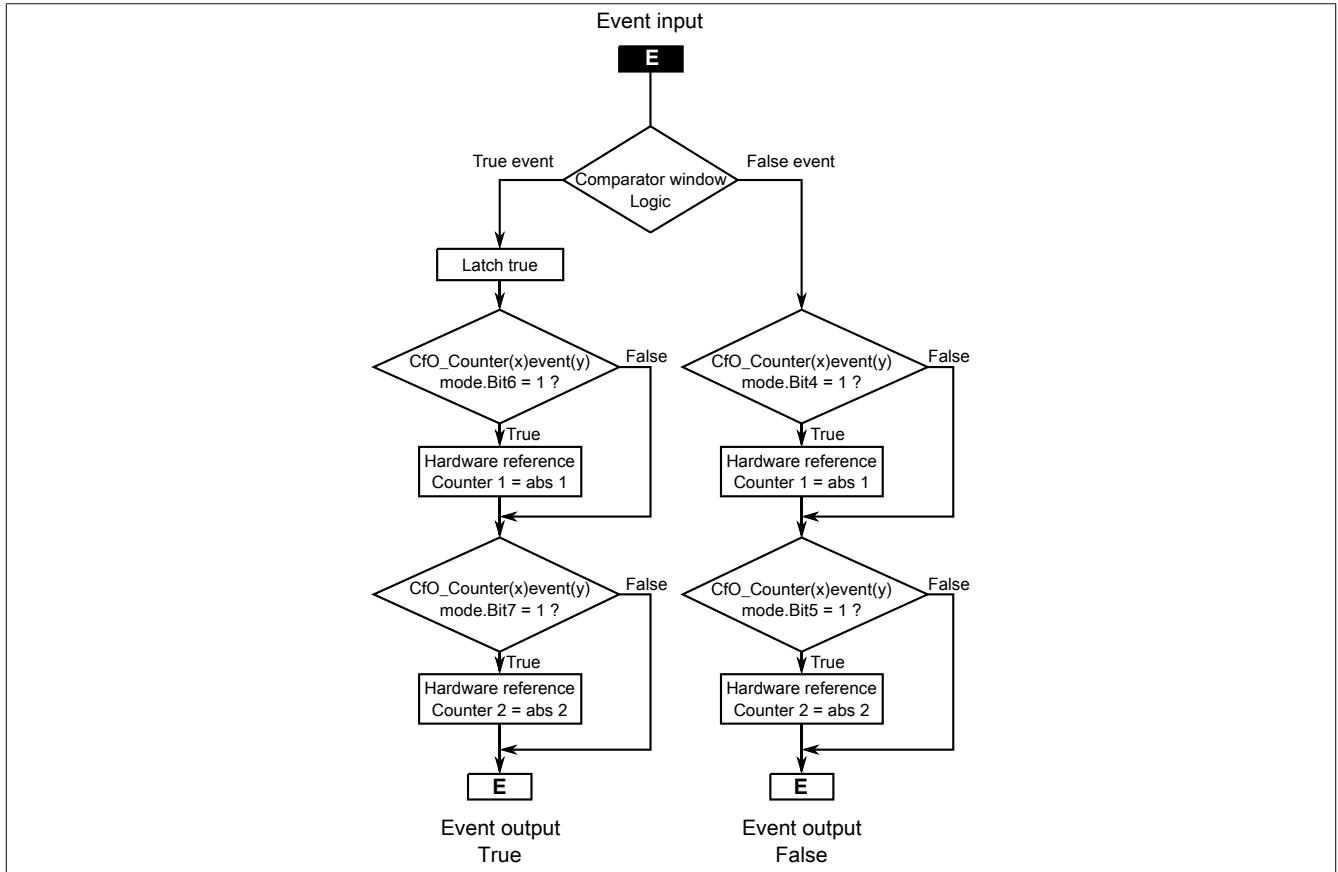 Event input
E
True event
False event
Comparator window
Logic
Latch true
CfO_Counter(x)event(y)
mode.Bit6 = 1 ?
False
True
Hardware reference
Counter 1 = abs 1
CfO_Counter(x)event(y)
mode.Bit7 = 1 ?
False
True
Hardware reference
Counter 2 = abs 2
E
Event output
True
CfO_Counter(x)event(y)
mode.Bit4 = 1 ?
False
True
Hardware reference
Counter 1 = abs 1
CfO_Counter(x)event(y)
mode.Bit5 = 1 ?
False
True
Hardware reference
Counter 2 = abs 2
E
Event output
False